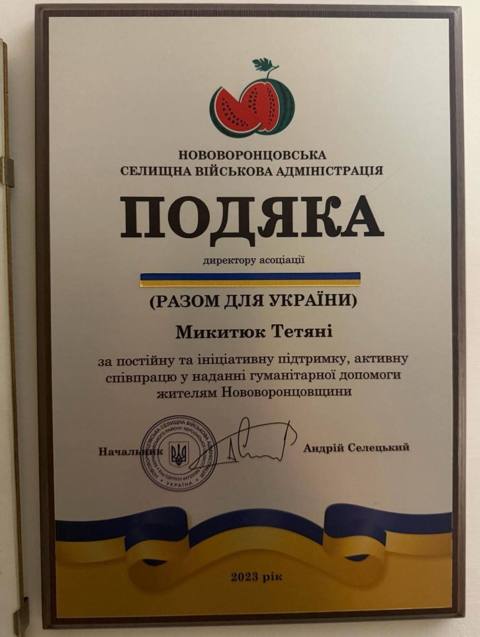 НОВОВОРОНЦОВСЬКА
СЕЛИЩНА ВІЙСЬКОВА АДМІНІСТРАЦІЯ
ПОДЯКА
директору асоціації
(РАЗОМ ДЛЯ УКРАЇНИ)
Микитюк Тетяні
за постійну та ініціативну підтримку, активну
співпрацю у наданні гуманітарної допомоги
жителям Нововоронцовщини
Начальник Андрій Селецький
УКРАЇНА
2023 рік